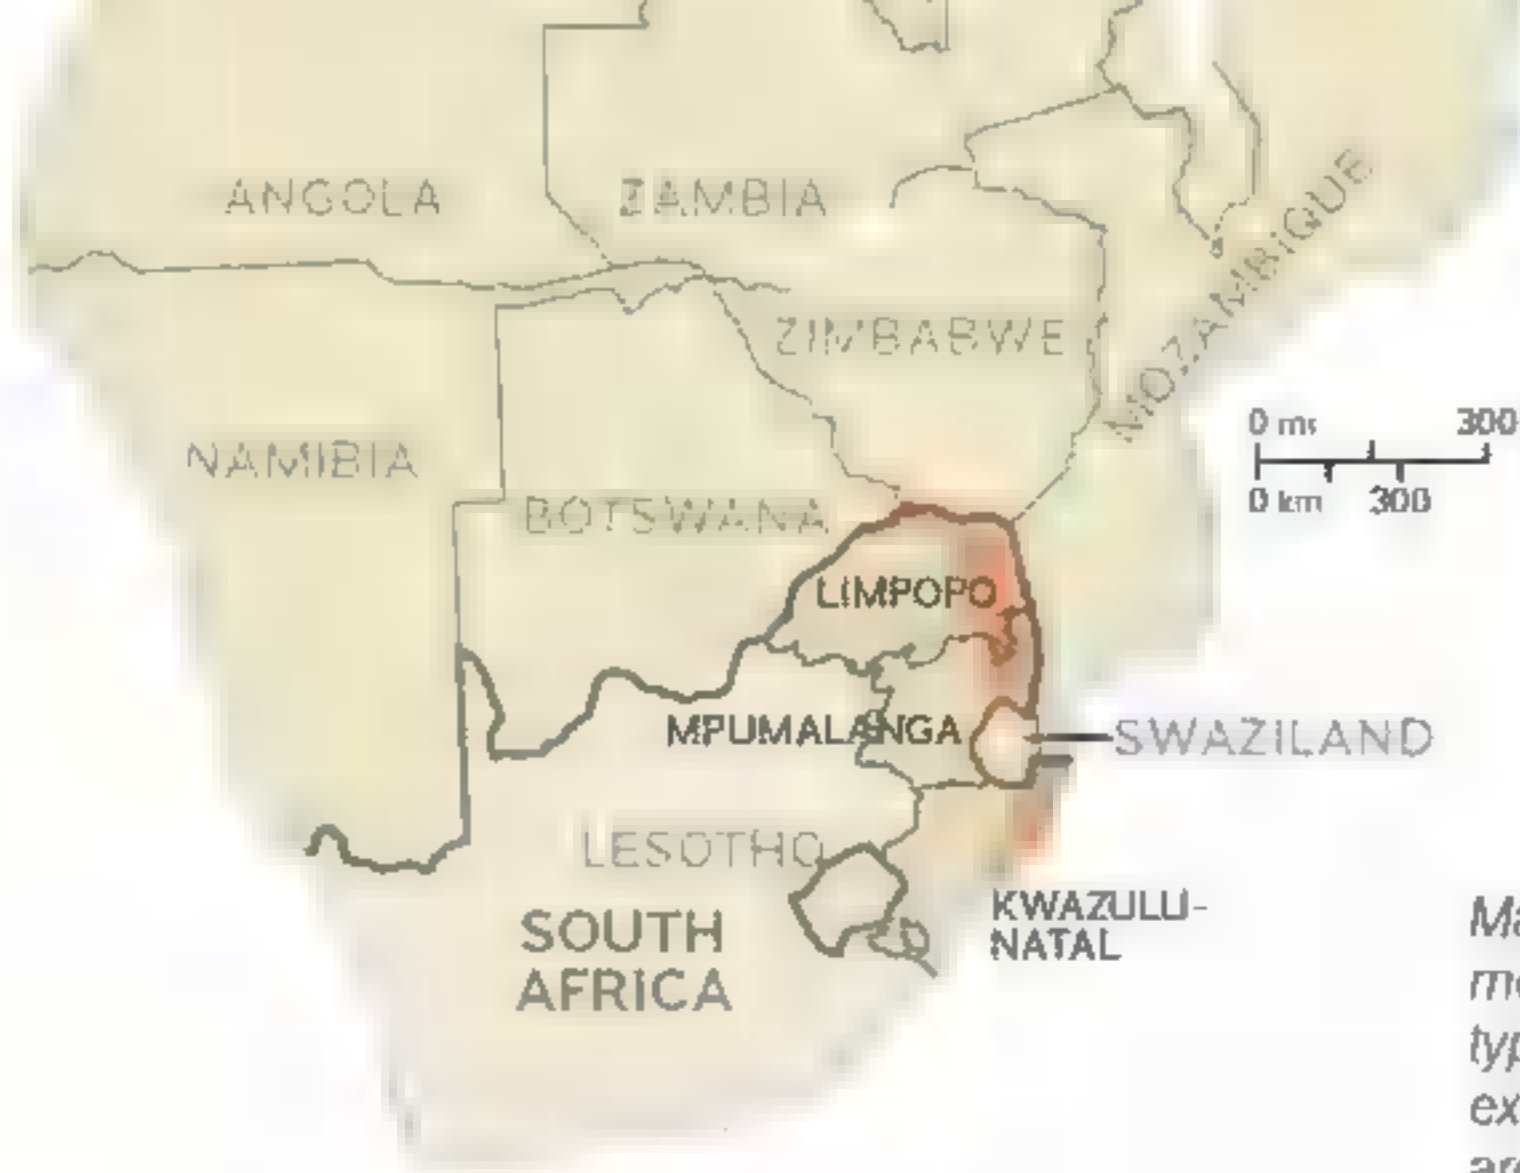 ANGOLA
ZAMBIA
MOZAMBIQUE
ZIMBABWE
NAMIBIA
0 mi 300
0 km 300
BOTSWANA
LIMPOPO
MPUMALANGA
SWAZILAND
LESOTHO
SOUTH
AFRICA
KWAZULU-
NATAL